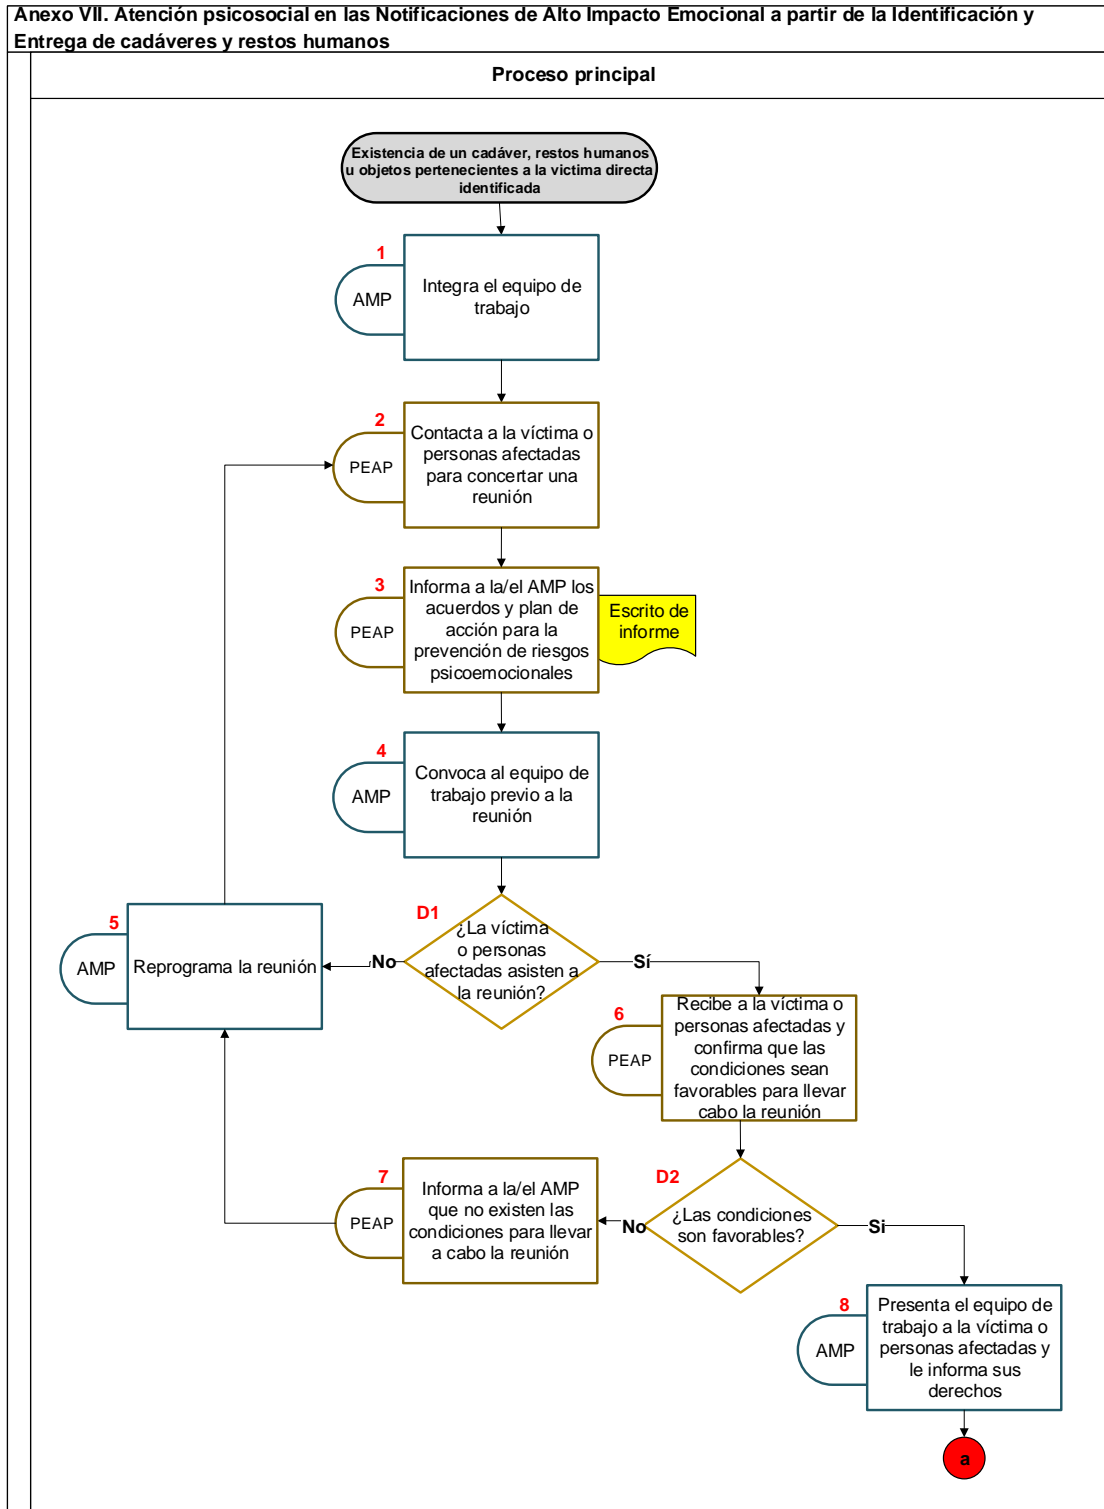 Anexo VII. Atención psicosocial en las Notificaciones de Alto Impacto Emocional a partir de la Identificación y
Entrega de cadáveres y restos humanos
Proceso principal
Existencia de un cadáver, restos humanos
u objetos pertenecientes a la victima directa
identificada
1
AMP
Integra el equipo de
trabajo
2
PEAP
Contacta a la víctima o
personas afectadas
para concertar una
reunión
3
PEAP
Informa a la/el AMP los
acuerdos y plan de
acción para la
prevención de riesgos
psicoemocionales
Escrito de
informe
4
AMP
Convoca al equipo de
trabajo previo a la
reunión
D1
¿La víctima
o personas
afectadas asisten a
la reunión?
No
Sí
5
AMP
Reprograma la reunión
6
PEAP
Recibe a la víctima o
personas afectadas y
confirma que las
condiciones sean
favorables para llevar
cabo la reunión
D2
¿Las condiciones
son favorables?
No
Si
7
PEAP
Informa a la/el AMP
que no existen las
condiciones para llevar
a cabo la reunión
8
AMP
Presenta el equipo de
trabajo a la víctima o
personas afectadas y
le informa sus
derechos
a